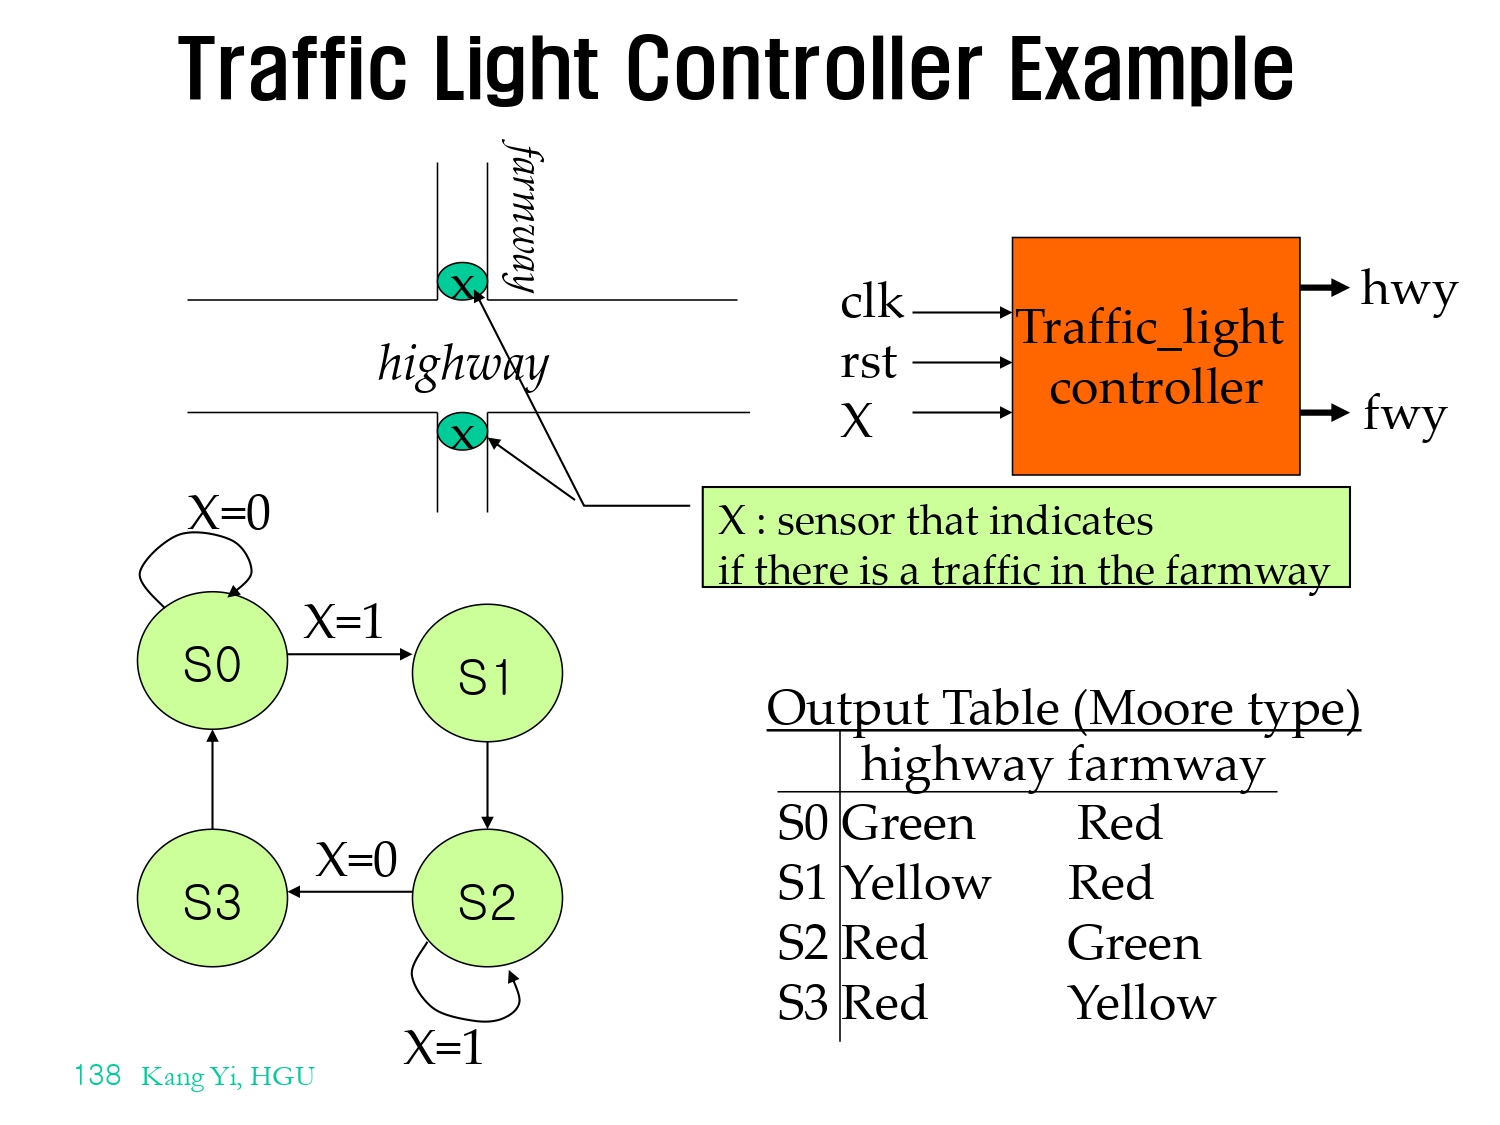 Traffic Light Controller Example
farmway
x
highway
x
clk
rst
X
Traffic_light
controller
hwy
fwy
X : sensor that indicates
if there is a traffic in the farmway
X=0
X=1
S0
S1
X=0
S3
S2
X=1
Output Table (Moore type)
highway farmway
S0 Green Red
S1 Yellow Red
S2 Red Green
S3 Red Yellow
138 Kang Yi, HGU